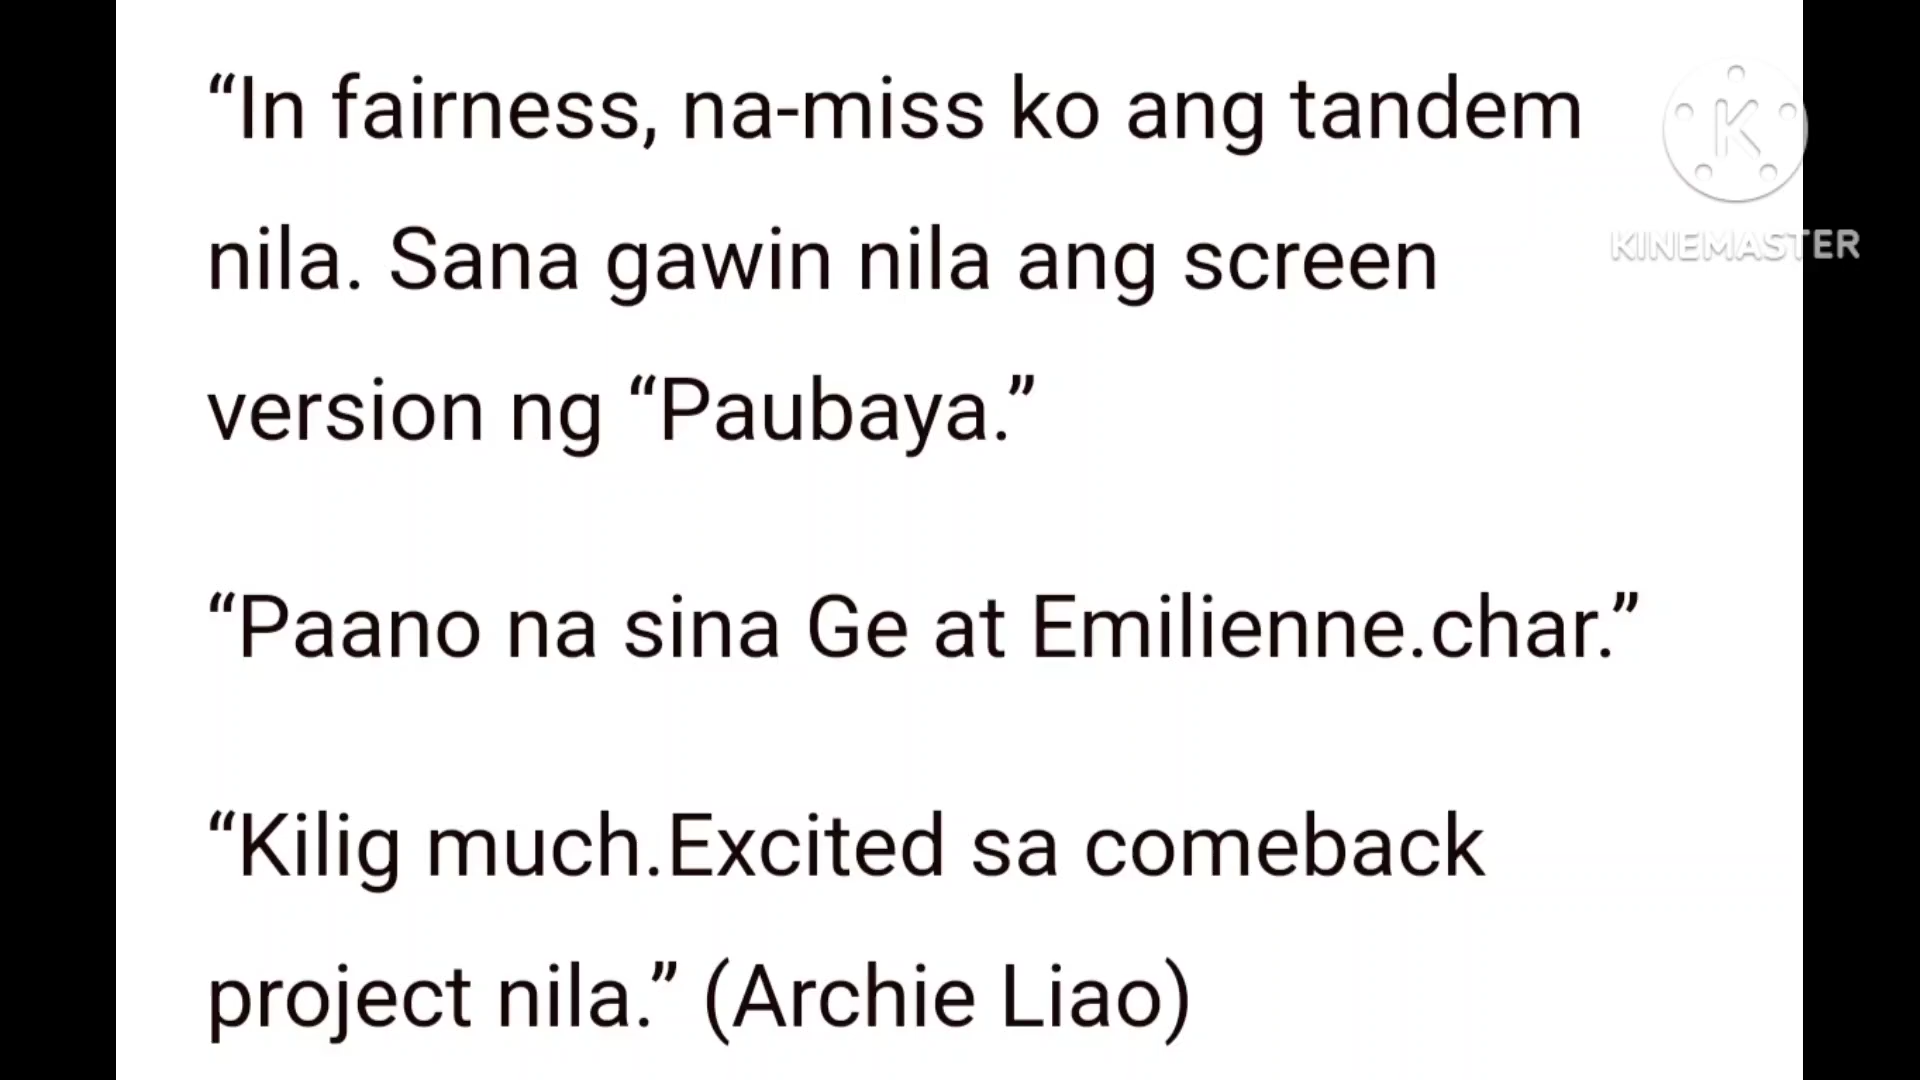 “In fairness, na-miss ko ang tandem
nila. Sana gawin nila ang screen
version ng “Paubaya.”
“Paano na sina Ge at Emilienne.char.”
“Kilig much.Excited sa comeback
project nila.” (Archie Liao)
K
KINEMASTER